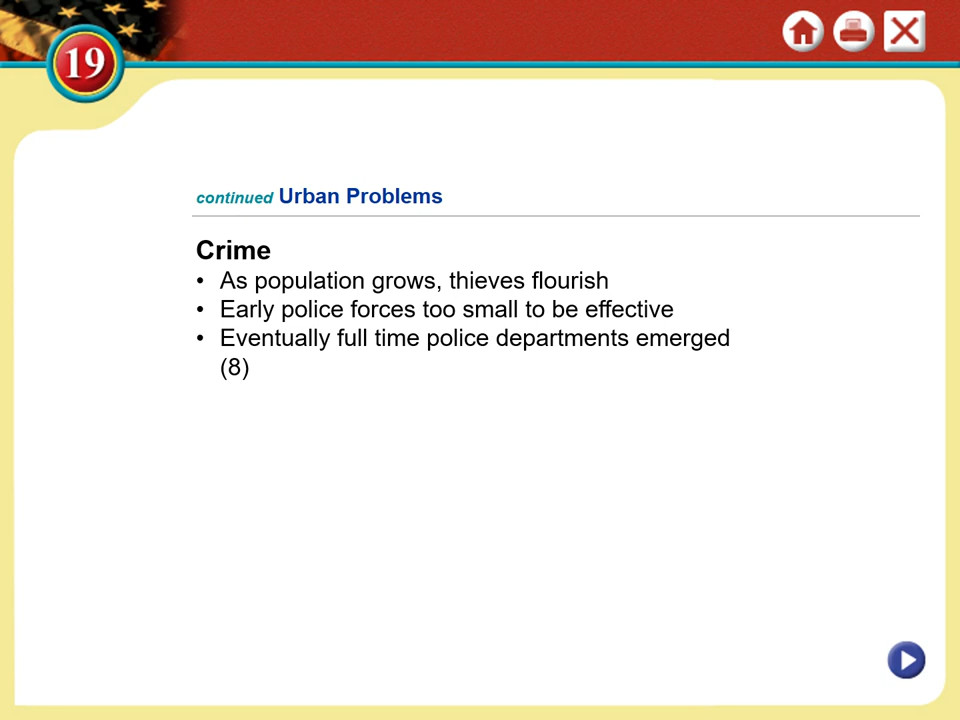 19
continued Urban Problems
Crime
• As population grows, thieves flourish
• Early police forces too small to be effective
• Eventually full time police departments emerged
(8)